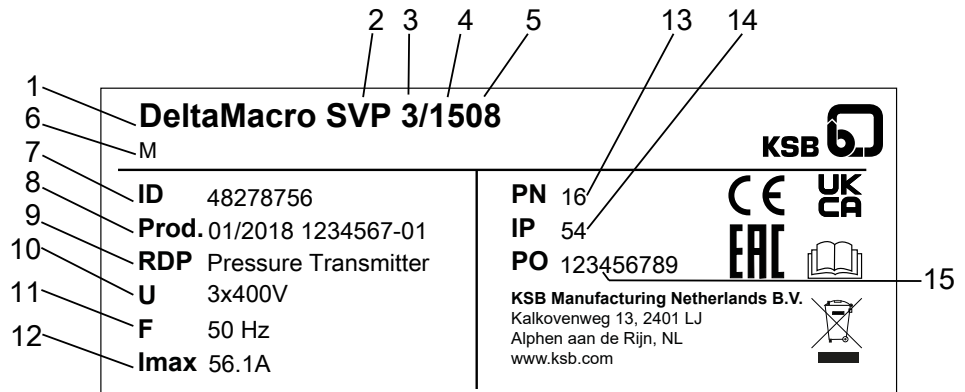 2 3 4 5 13 14
1 DeltaMacro SVP 3/1508
6 M KSB
7 ID 48278756 PN 16 CE UK CA
8 Prod. 01/2018 1234567-01 IP 54
9 RDP Pressure Transmitter PO 123456789 EAC
10 U 3x400V 15
KSB Manufacturing Netherlands B.V.
11 F 50 Hz Kalkovenweg 13, 2401 LJ
Alphen aan de Rijn, NL
12 Imax 56.1A www.ksb.com